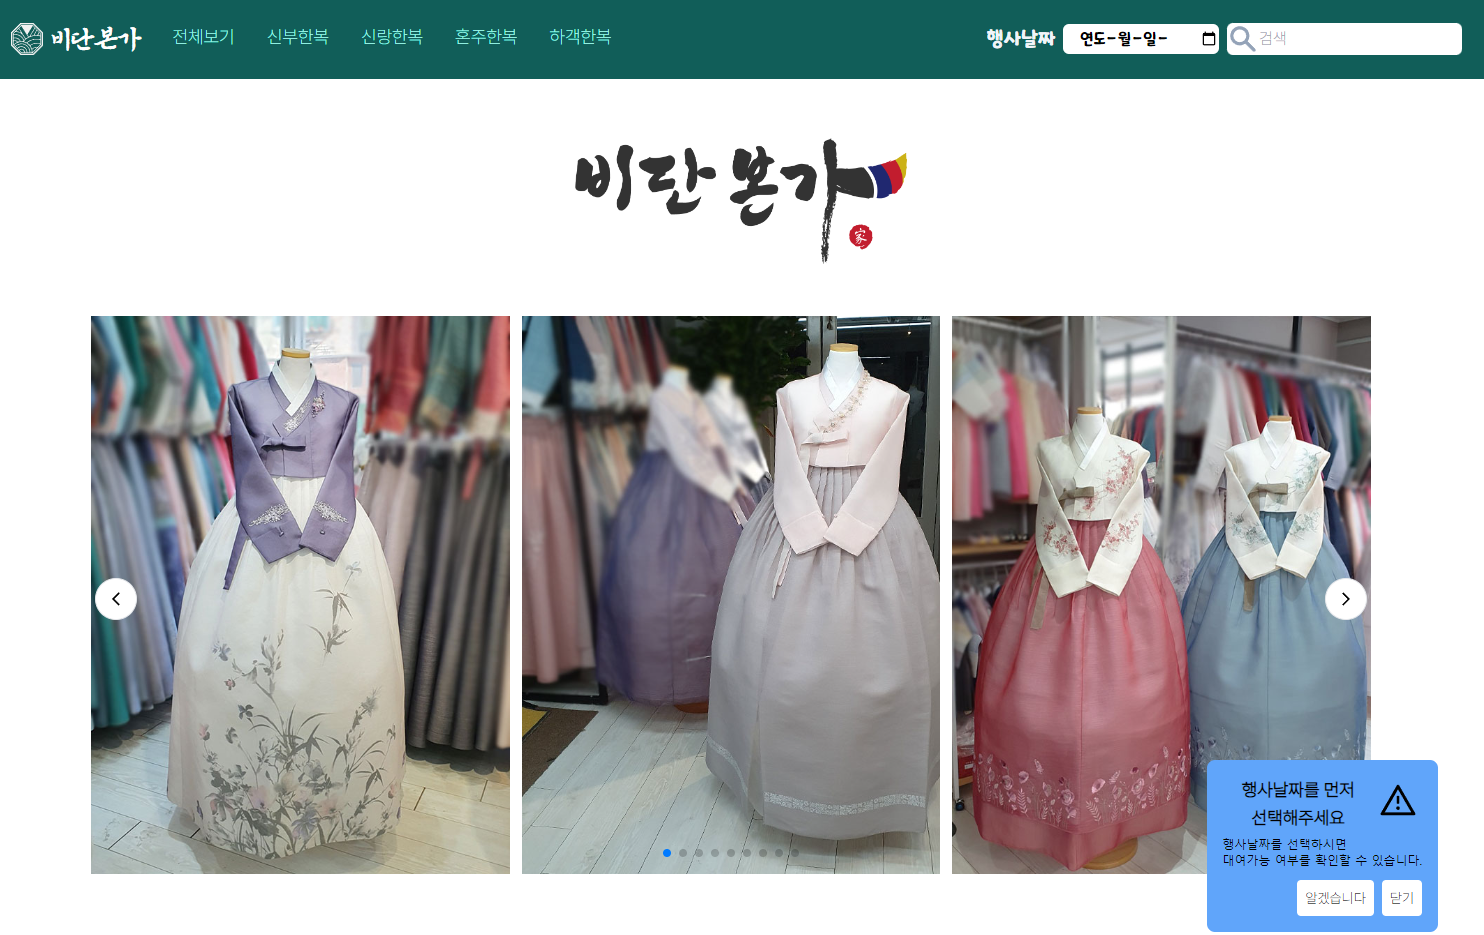 비단본가
전체보기
신부한복
신랑한복
혼주한복
하객한복
행사날짜
연도-월-일-
검색
비단 본가
家
행사날짜를 먼저
선택해주세요
행사날짜를 선택하시면
대여가능 여부를 확인할 수 있습니다.
알겠습니다
닫기